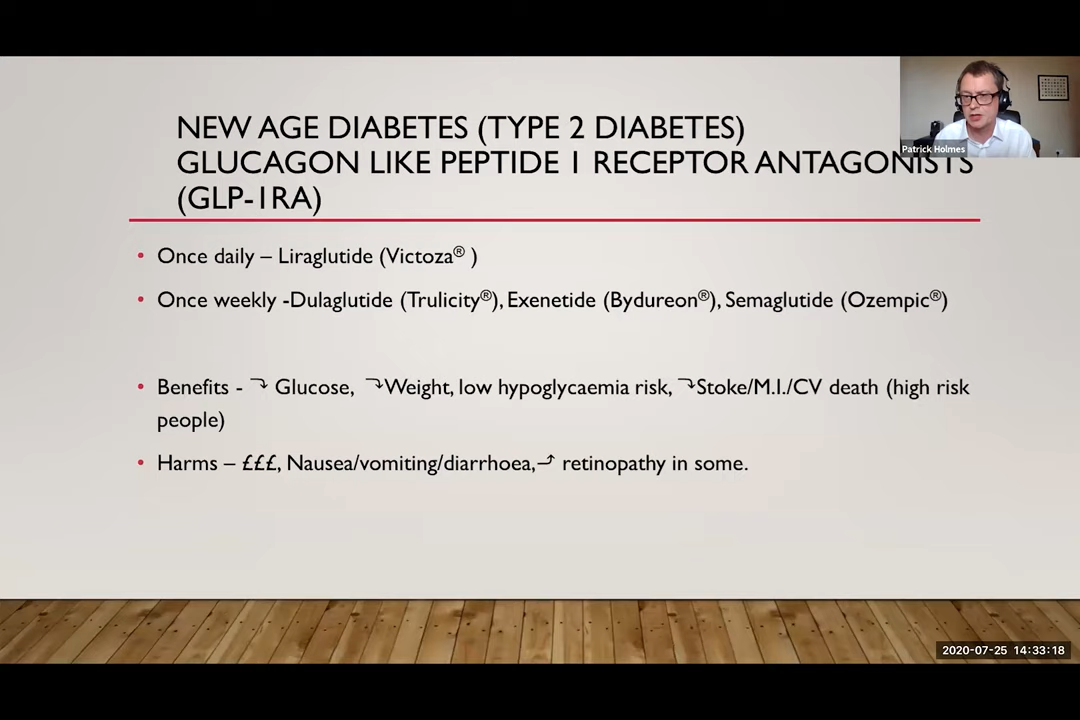 NEW AGE DIABETES (TYPE 2 DIABETES)
GLUCAGON LIKE PEPTIDE 1 RECEPTOR ANTAGONISTS
(GLP-1RA)
Patrick Holmes
• Once daily – Liraglutide (Victoza® )
• Once weekly -Dulaglutide (Trulicity®), Exenetide (Bydureon®), Semaglutide (Ozempic®)
• Benefits - ⤵ Glucose, ⤵Weight, low hypoglycaemia risk, ⤵Stoke/M.I./CV death (high risk
people)
• Harms – £££, Nausea/vomiting/diarrhoea,⤴ retinopathy in some.
2020-07-25 14:33:18